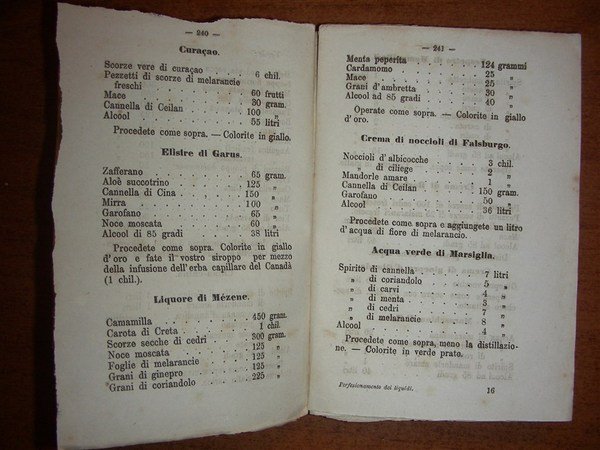 — 240 —
Curaçao.
Scorze vere di curaçao . . . . 6 chil.
Pezzetti di scorze di melarancie
freschi . . . . 60 frutti
Mace . . . . 30 gram.
Cannella di Ceilan . . . . 100 „
Alcool . . . . 55 litri
Procedete come sopra. — Colorite in giallo.
Elistre di Garus.
Zafferano . . . . 65 gram.
Aloè succotrino . . . . 125 „
Cannella di Cina . . . . 150 „
Mirra . . . . 100 „
Garofano . . . . 65 „
Noce moscata . . . . 60 „
Alcool di 85 gradi . . . . 38 litri
Procedete come sopra. Colorite in giallo
d'oro e fate il vostro siroppo per mezzo
della infusione dell'erba capillare del Canadà
(1 chil.)
Liquore di Mézene.
Camamilla . . . . 450 gram.
Carota di Creta . . . . 1 chil.
Scorze secche di cedri . . . . 300 gram.
Noce moscata . . . . 125 „
Foglie di melarancie . . . . 125 „
Grani di ginepro . . . . 125 „
Grani di coriandolo . . . . 225 „
— 241 —
Menta peperita . . . . 124 grammi
Cardamomo . . . . 25 „
Mace . . . . 25 „
Grani d'ambretta . . . . 30 „
Alcool ad 85 gradi . . . . 40 „
Operate come sopra. — Colorite in giallo
d'oro.
Crema di noccioli di Falsburgo.
Noccioli d'albicocche . . . . 3 chil.
„ di ciliege . . . . 2 „
Mandorle amare . . . . 1 „
Cannella di Ceilan . . . . 150 gram.
Garofano . . . . 50 „
Alcool . . . . 36 litri
Procedete come sopra e aggiungete un litro
d'acqua di fiore di melarancio.
Acqua verde di Marsiglia.
Spirito di cannella . . . . 7 litri
„ di coriandolo . . . . 5 „
„ di carvi . . . . 4 „
„ di menta . . . . 3 „
„ di cedri . . . . 7 „
„ di melarancie . . . . 8 „
Alcool . . . . 4 „
Procedete come sopra, meno la distillazio-
ne. — Colorite in verde prato.
Perfezionamento dei liquidi. 16